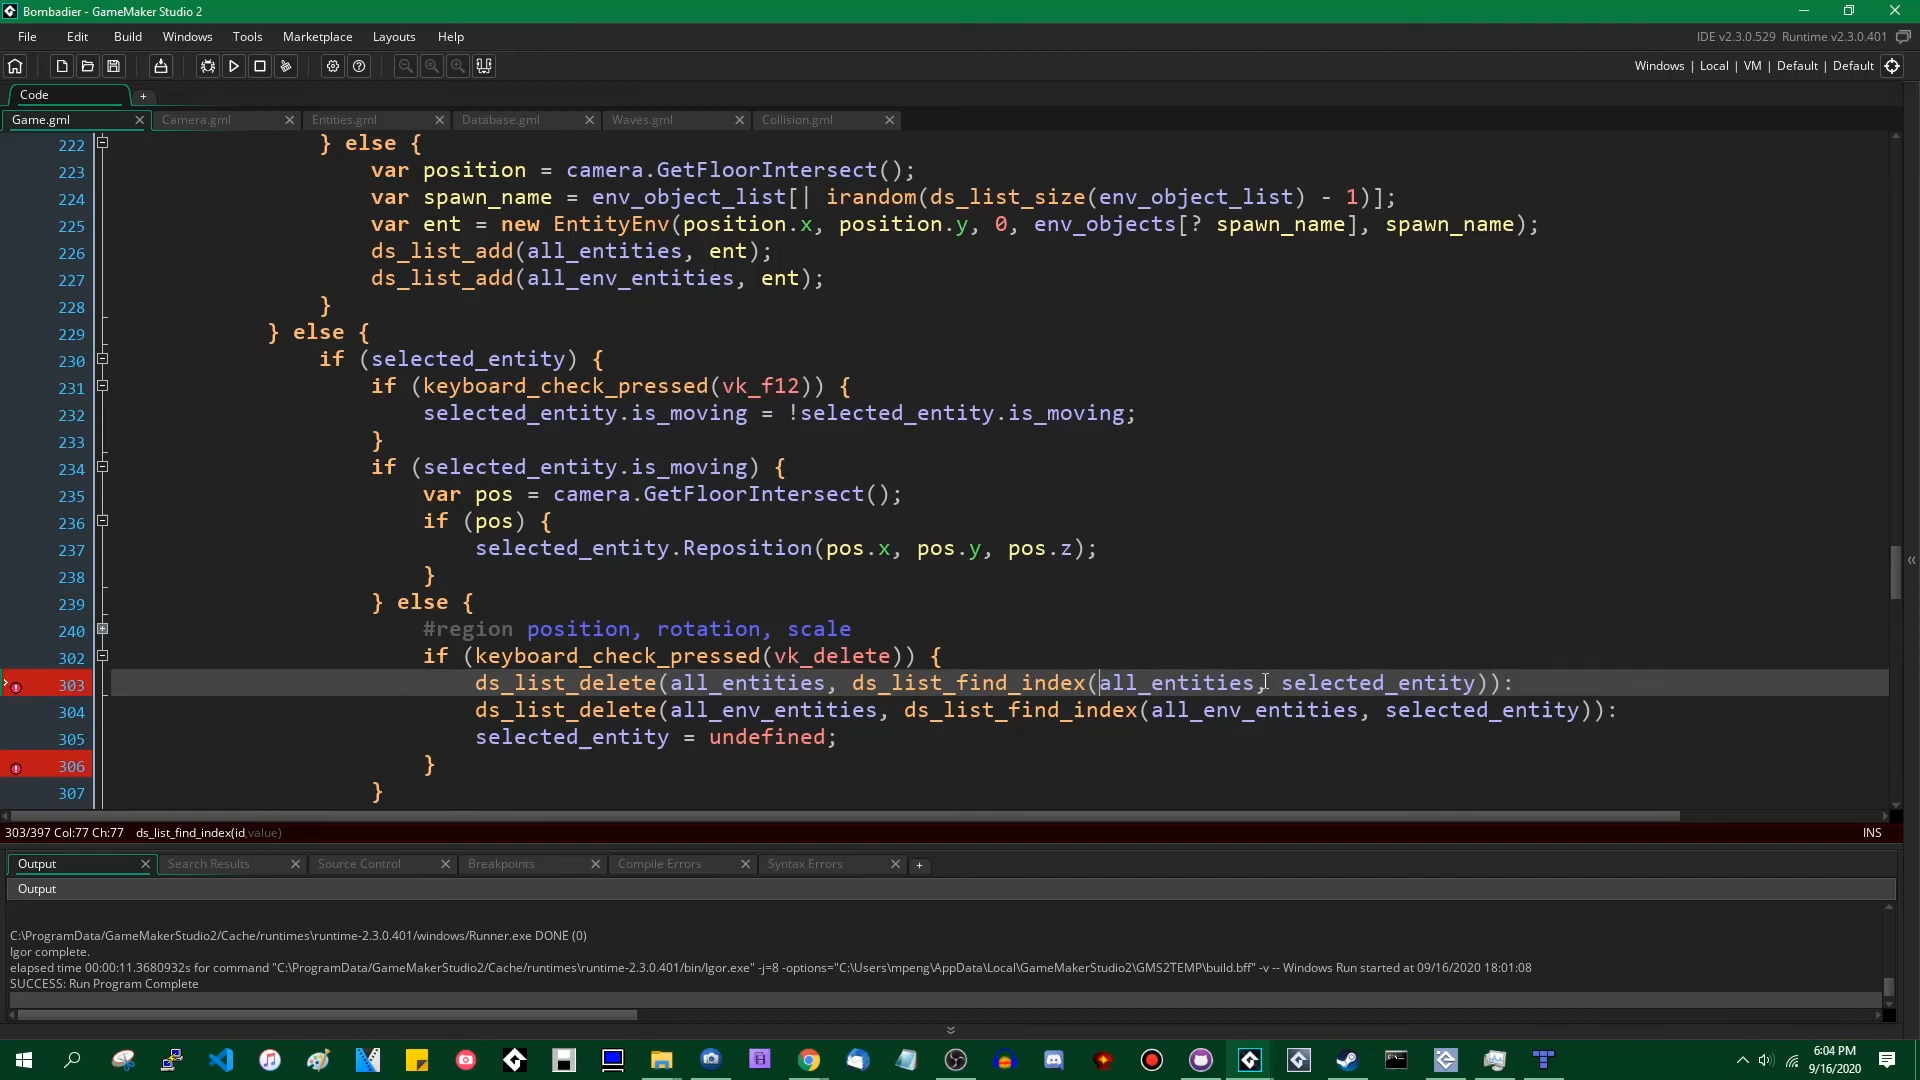 Bombadier - GameMaker Studio 2
File Edit Build Windows Tools Marketplace Layouts Help
IDE v2.3.0.529 Runtime v2.3.0.401
Windows | Local | VM | Default | Default
Code
Game.gml Camera.gml Entities.gml Database.gml Waves.gml Collision.gml
222 } else {
223 var position = camera.GetFloorIntersect();
224 var spawn_name = env_object_list[| irandom(ds_list_size(env_object_list) - 1)];
225 var ent = new EntityEnv(position.x, position.y, 0, env_objects[? spawn_name], spawn_name);
226 ds_list_add(all_entities, ent);
227 ds_list_add(all_env_entities, ent);
228 }
229 } else {
230 if (selected_entity) {
231 if (keyboard_check_pressed(vk_f12)) {
232 selected_entity.is_moving = !selected_entity.is_moving;
233 }
234 if (selected_entity.is_moving) {
235 var pos = camera.GetFloorIntersect();
236 if (pos) {
237 selected_entity.Reposition(pos.x, pos.y, pos.z);
238 }
239 } else {
240 #region position, rotation, scale
302 if (keyboard_check_pressed(vk_delete)) {
303 ds_list_delete(all_entities, ds_list_find_index(all_entities, selected_entity)):
304 ds_list_delete(all_env_entities, ds_list_find_index(all_env_entities, selected_entity)):
305 selected_entity = undefined;
306 }
307 }
303/397 Col:77 Ch:77 ds_list_find_index(id,value) INS
Output Search Results Source Control Breakpoints Compile Errors Syntax Errors
Output
C:\ProgramData/GameMakerStudio2/Cache/runtimes\runtime-2.3.0.401/windows/Runner.exe DONE (0)
Igor complete.
elapsed time 00:00:11.3680932s for command "C:\ProgramData/GameMakerStudio2/Cache/runtimes\runtime-2.3.0.401/bin/Igor.exe" -j=8 -options="C:\Users\mpeng\AppData\Local\GameMakerStudio2\GMS2TEMP\build.bff" -v -- Windows Run started at 09/16/2020 18:01:08
SUCCESS: Run Program Complete
6:04 PM
9/16/2020